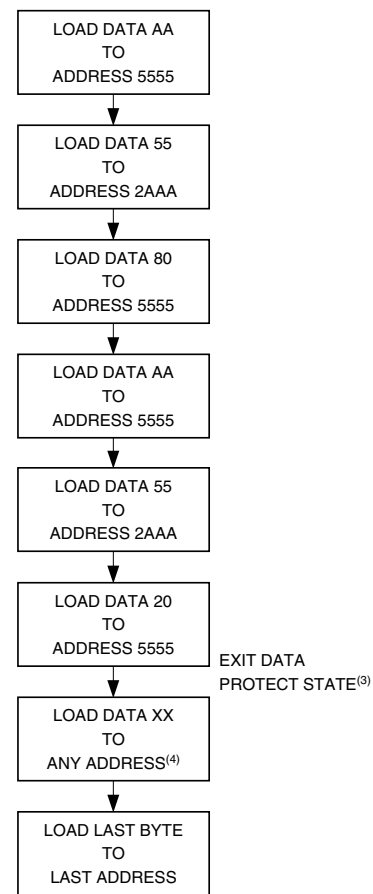 LOAD DATA AA
TO
ADDRESS 5555
LOAD DATA 55
TO
ADDRESS 2AAA
LOAD DATA 80
TO
ADDRESS 5555
LOAD DATA AA
TO
ADDRESS 5555
LOAD DATA 55
TO
ADDRESS 2AAA
LOAD DATA 20
TO
ADDRESS 5555
EXIT DATA
PROTECT STATE(3)
LOAD DATA XX
TO
ANY ADDRESS(4)
LOAD LAST BYTE
TO
LAST ADDRESS